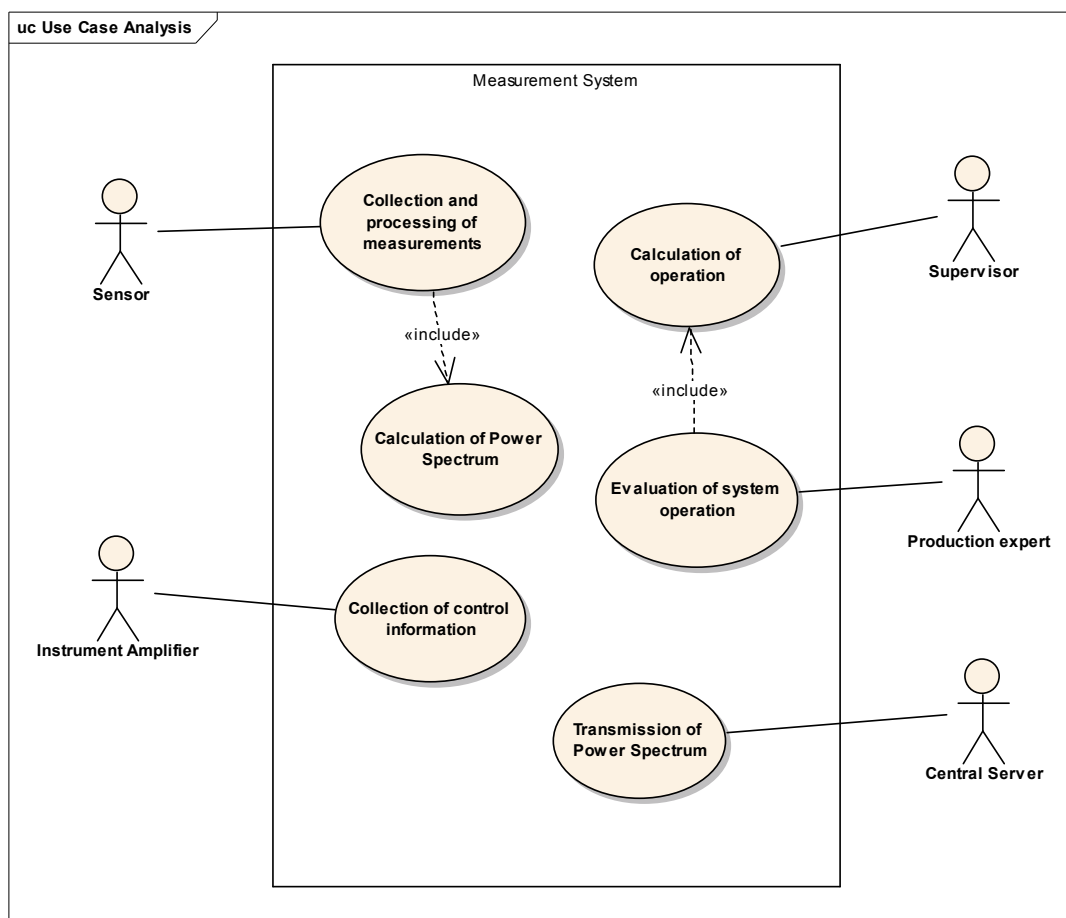 uc Use Case Analysis
Measurement System
Collection and
processing of
measurements
Calculation of
operation
Sensor
Supervisor
«include»
«include»
Calculation of Power
Spectrum
Evaluation of system
operation
Production expert
Collection of control
information
Instrument Amplifier
Transmission of
Power Spectrum
Central Server